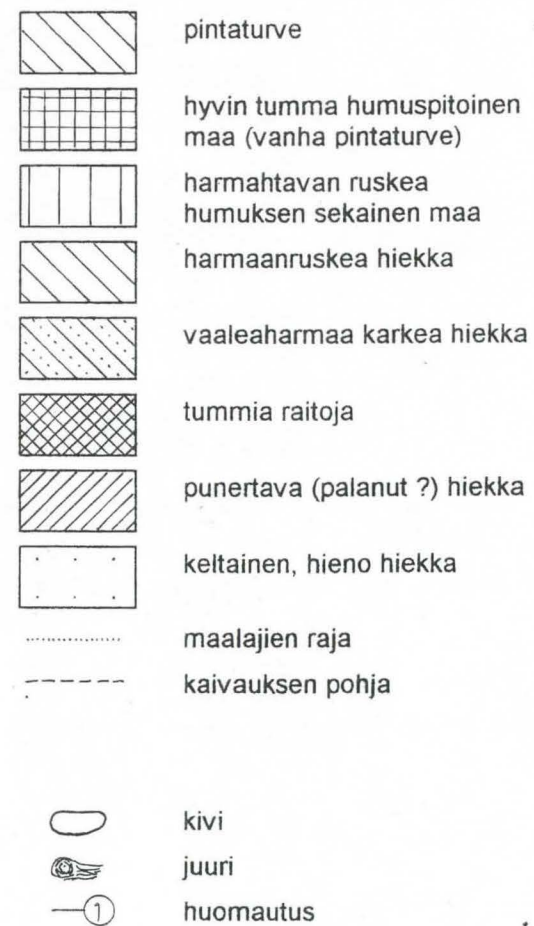 pintaturve
hyvin tumma humuspitoinen
maa (vanha pintaturve)
harmahtavan ruskea
humuksen sekainen maa
harmaanruskea hiekka
vaaleaharmaa karkea hiekka
tummia raitoja
punertava (palanut ?) hiekka
keltainen, hieno hiekka
maalajien raja
kaivauksen pohja
kivi
juuri
1 huomautus